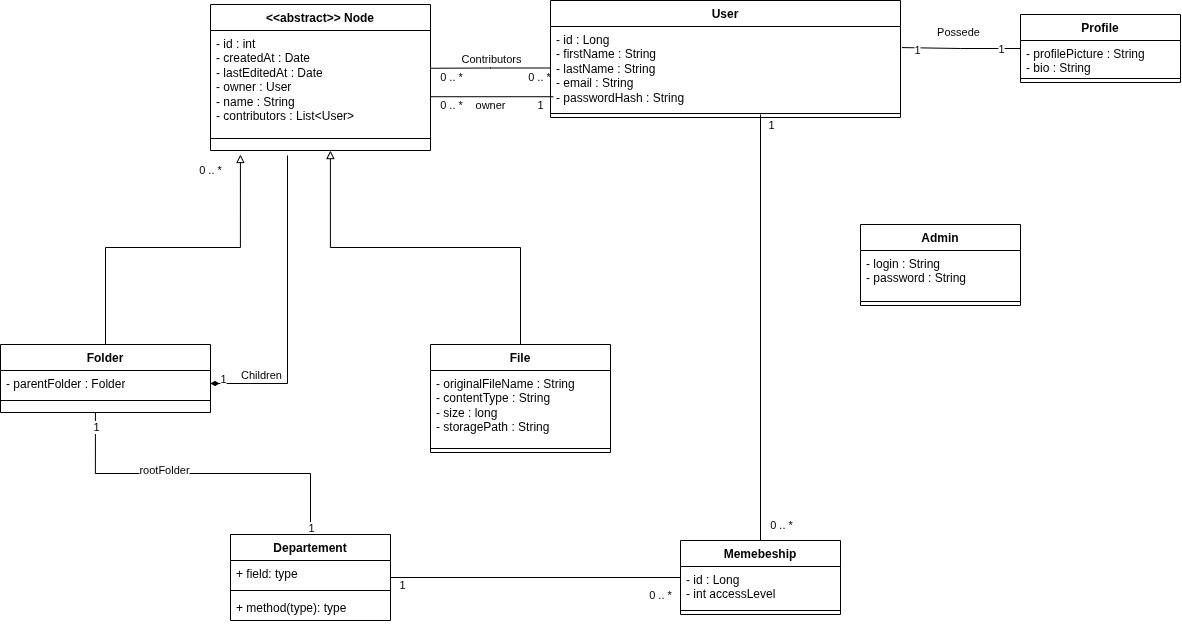 <<abstract>> Node
- id : int
- createdAt : Date
- lastEditedAt : Date
- owner : User
- name : String
- contributors : List<User>
Contributors
0 .. *
0 .. *
0 .. *
owner
1
User
- id : Long
- firstName : String
- lastName : String
- email : String
- passwordHash : String
Possede
1
1
Profile
- profilePicture : String
- bio : String
1
0 .. *
Admin
- login : String
- password : String
Folder
- parentFolder : Folder
1
Children
File
- originalFileName : String
- contentType : String
- size : long
- storagePath : String
1
rootFolder
1
Departement
+ field: type
+ method(type): type
1
0 .. *
0 .. *
Memebeship
- id : Long
- int accessLevel